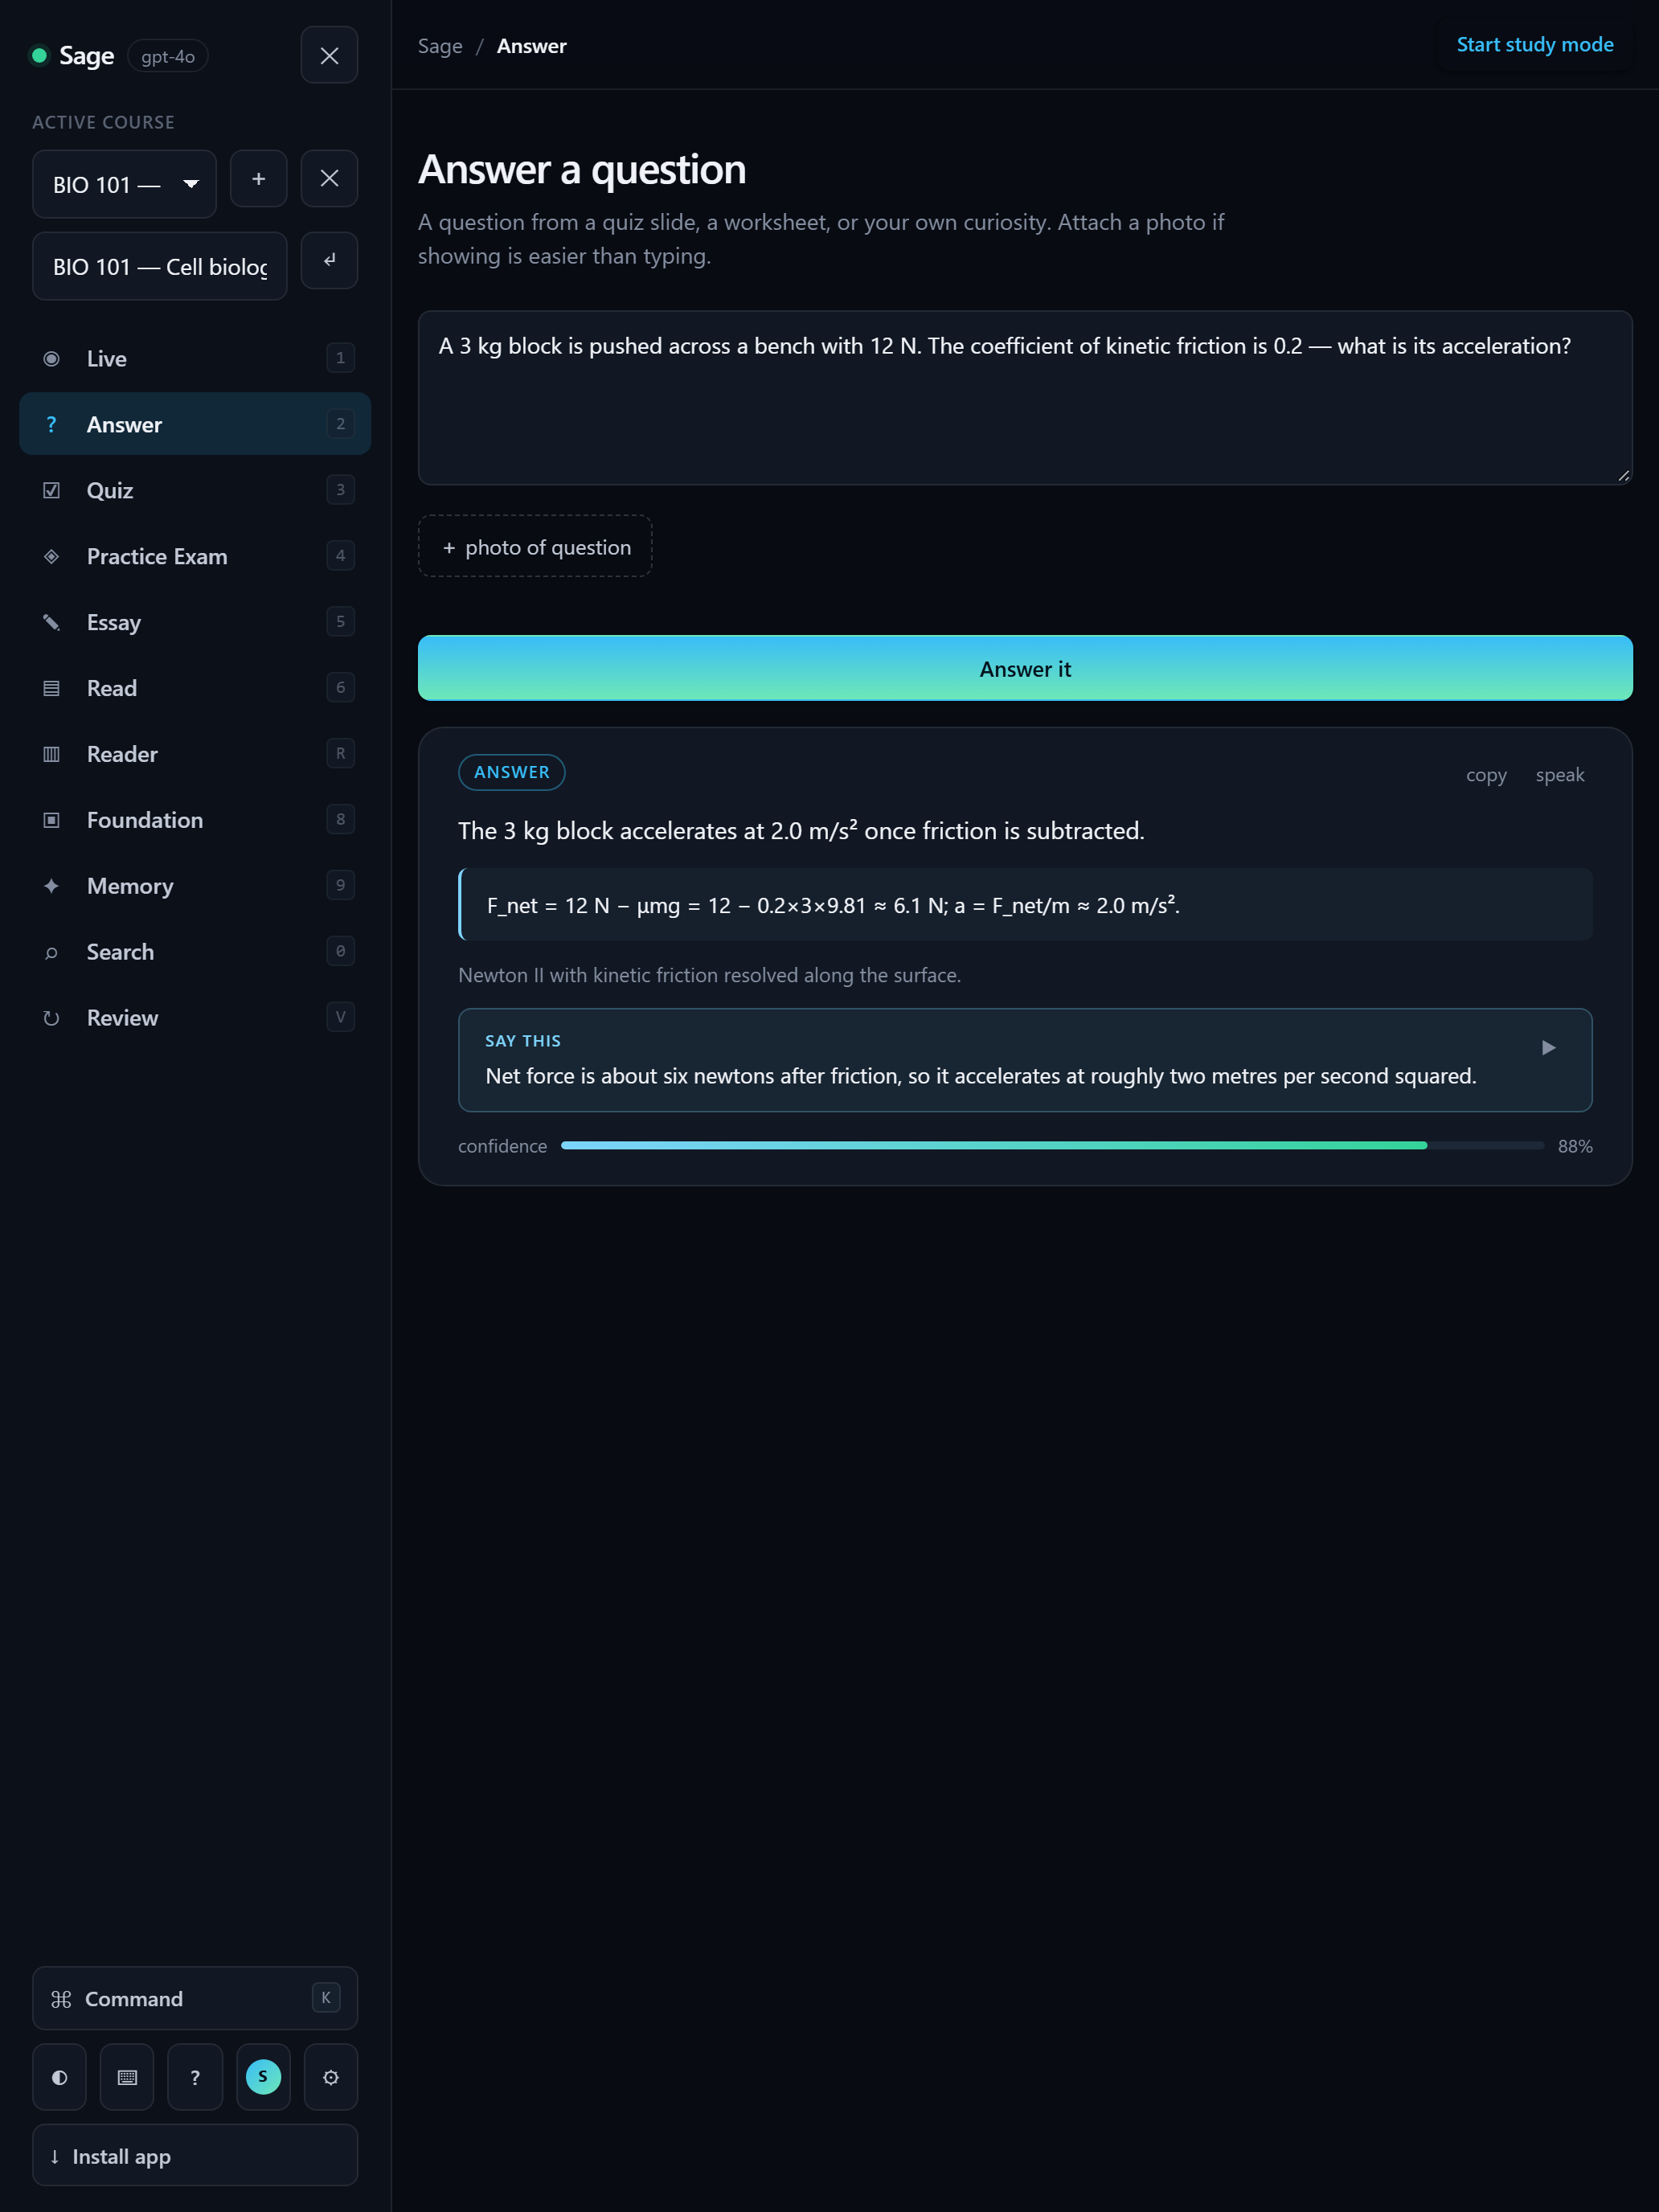 Sage gpt-4o
ACTIVE COURSE
BIO 101 —
+
BIO 101 — Cell biolog
Live 1
? Answer 2
Quiz 3
Practice Exam 4
Essay 5
Read 6
Reader R
Foundation 8
Memory 9
Search 0
Review V
⌘ Command K
?
S
↓ Install app
Sage / Answer
Start study mode
Answer a question
A question from a quiz slide, a worksheet, or your own curiosity. Attach a photo if
showing is easier than typing.
A 3 kg block is pushed across a bench with 12 N. The coefficient of kinetic friction is 0.2 — what is its acceleration?
+ photo of question
Answer it
ANSWER
copy speak
The 3 kg block accelerates at 2.0 m/s² once friction is subtracted.
F_net = 12 N − μmg = 12 − 0.2×3×9.81 ≈ 6.1 N; a = F_net/m ≈ 2.0 m/s².
Newton II with kinetic friction resolved along the surface.
SAY THIS
Net force is about six newtons after friction, so it accelerates at roughly two metres per second squared.
confidence 88%